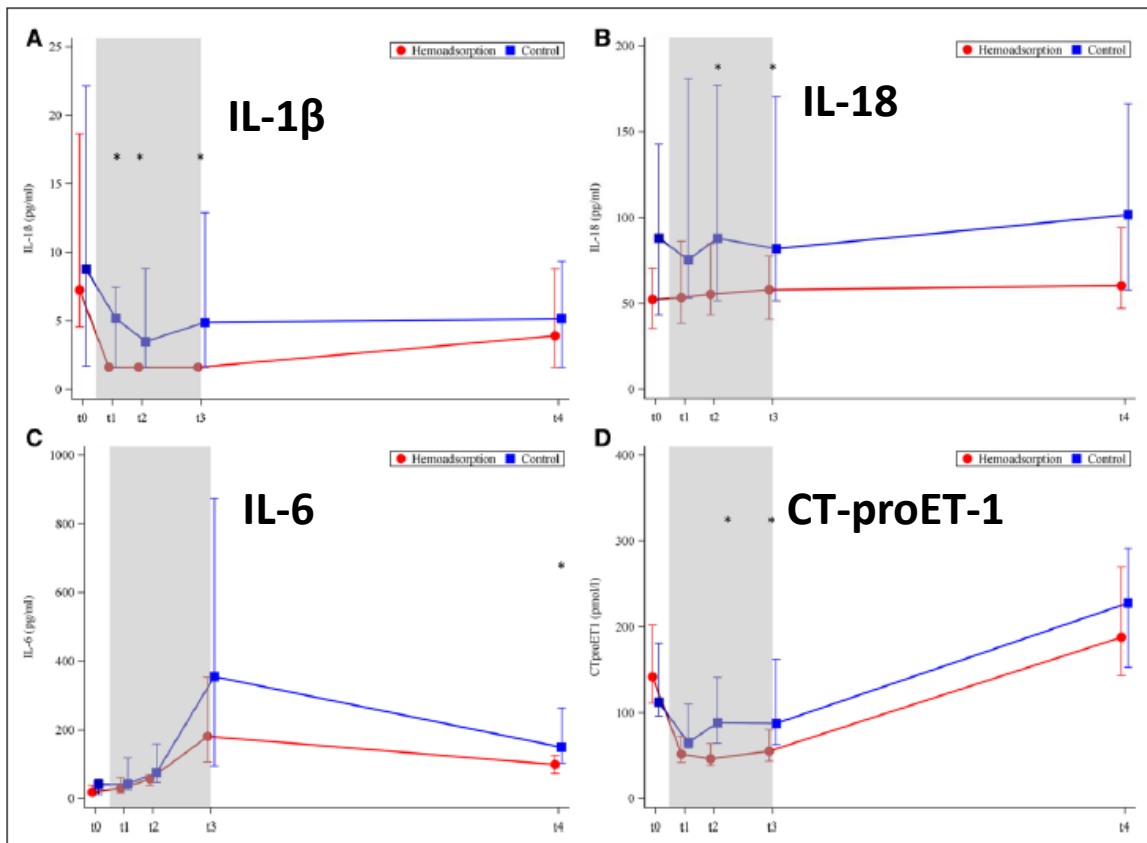 A
Hemoadsorption
Control
IL-1β
*
*
*
IL-1β (pg/ml)
25
20
15
10
5
0
t0
t1
t2
t3
t4
B
Hemoadsorption
Control
IL-18
*
*
IL-18 (pg/ml)
200
150
100
50
0
t0
t1
t2
t3
t4
C
Hemoadsorption
Control
IL-6
*
IL-6 (pg/ml)
1000
800
600
400
200
0
t0
t1
t2
t3
t4
D
Hemoadsorption
Control
CT-proET-1
*
*
CTproET1 (pmol/l)
400
300
200
100
0
t0
t1
t2
t3
t4